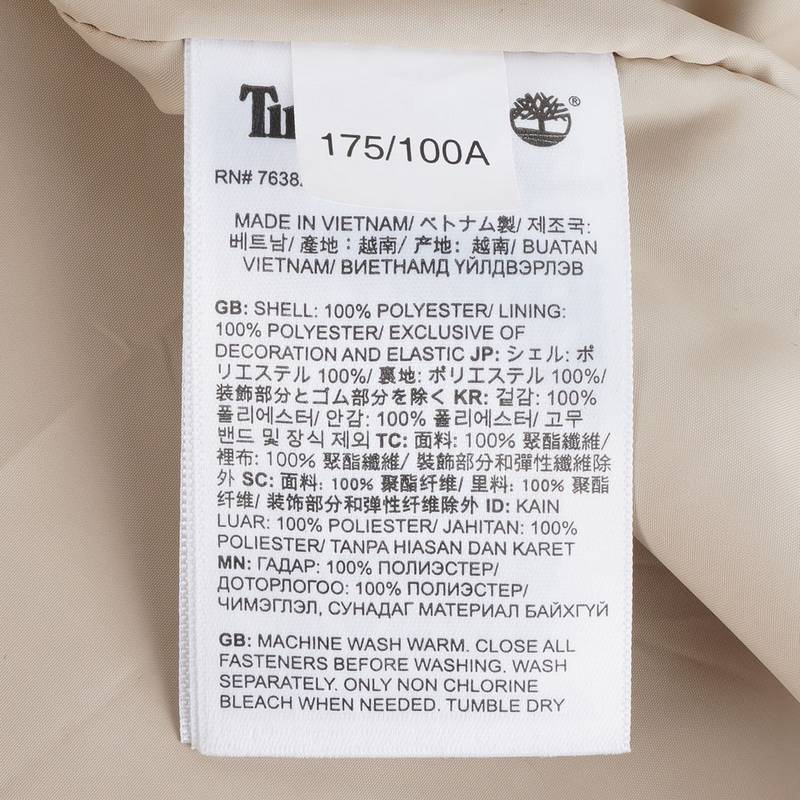 175/100A
®
RN# 7638
MADE IN VIETNAM/ ベトナム製/ 제조국:
베트남/ 產地：越南/ 产地: 越南/ BUATAN
VIETNAM/ ВИЕТНАМД ҮЙЛДВЭРЛЭВ
GB: SHELL: 100% POLYESTER/ LINING:
100% POLYESTER/ EXCLUSIVE OF
DECORATION AND ELASTIC JP: シェル: ポ
リエステル 100%/ 裏地: ポリエステル 100%/
装飾部分とゴム部分を除く KR: 겉감: 100%
폴리에스터/ 안감: 100% 폴리에스터/ 고무
밴드 및 장식 제외 TC: 面料: 100% 聚酯纖維/
裡布: 100% 聚酯纖維/ 裝飾部分和彈性纖維除
外 SC: 面料: 100% 聚酯纤维/ 里料: 100% 聚酯
纤维/ 装饰部分和弹性纤维除外 ID: KAIN
LUAR: 100% POLIESTER/ JAHITAN: 100%
POLIESTER/ TANPA HIASAN DAN KARET
MN: ГАДАР: 100% ПОЛИЭСТЕР/
ДОТОРЛОГОО: 100% ПОЛИЭСТЕР/
ЧИМЭГЛЭЛ, СУНАДАГ МАТЕРИАЛ БАЙХГҮЙ
GB: MACHINE WASH WARM. CLOSE ALL
FASTENERS BEFORE WASHING. WASH
SEPARATELY. ONLY NON CHLORINE
BLEACH WHEN NEEDED. TUMBLE DRY